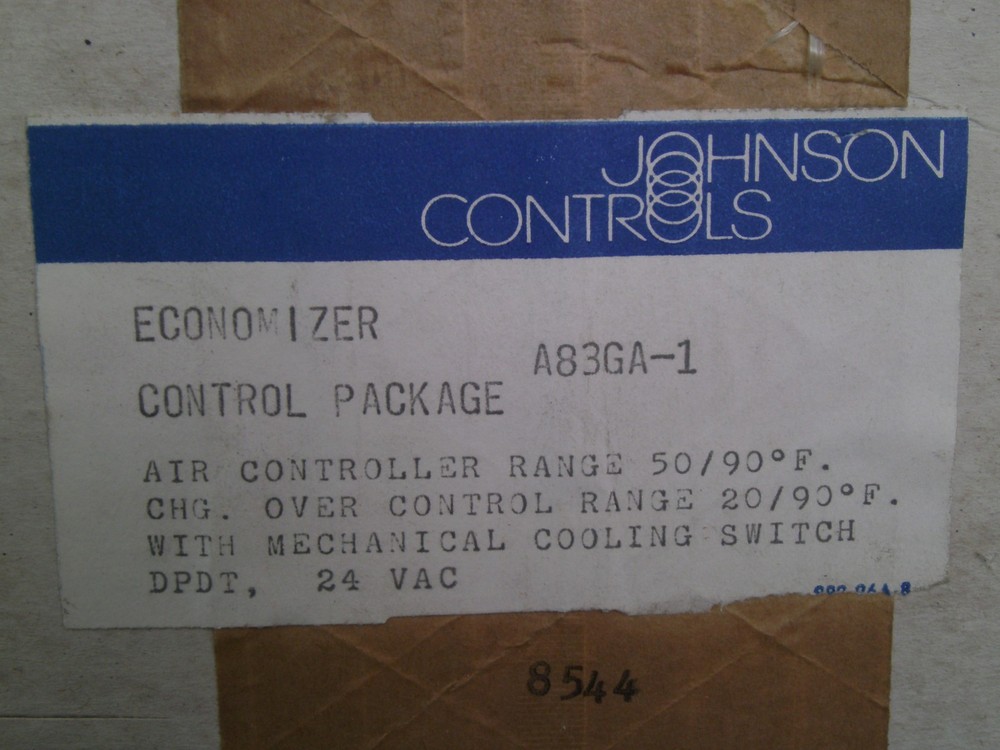 JOHNSON
CONTROLS
ECONOMIZER
A83GA-1
CONTROL PACKAGE
AIR CONTROLLER RANGE 50/90°F.
CHG. OVER CONTROL RANGE 20/90°F.
WITH MECHANICAL COOLING SWITCH
DPDT, 24 VAC
8544